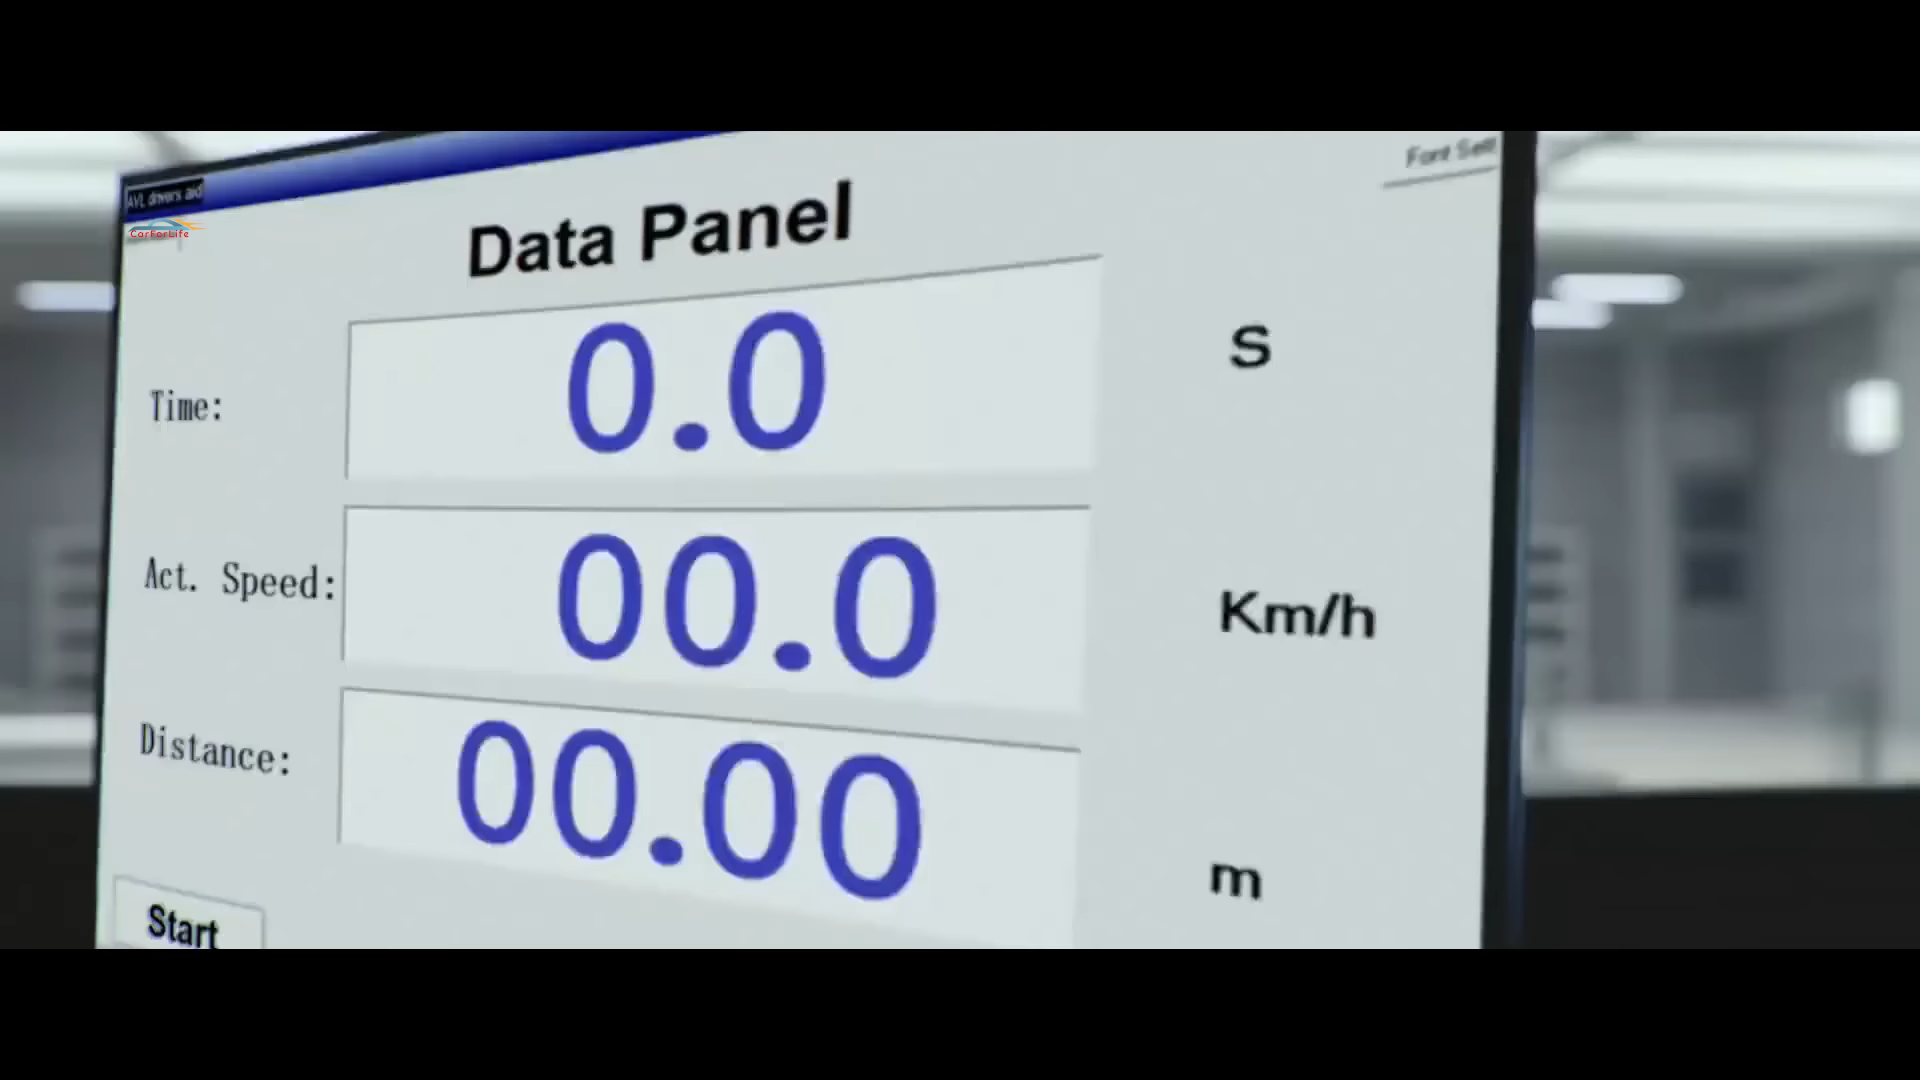 AVL drivers aid
CarForLife
Font Sett
Data Panel
Time: 0.0 S
Act. Speed: 00.0 Km/h
Distance: 00.00 m
Start